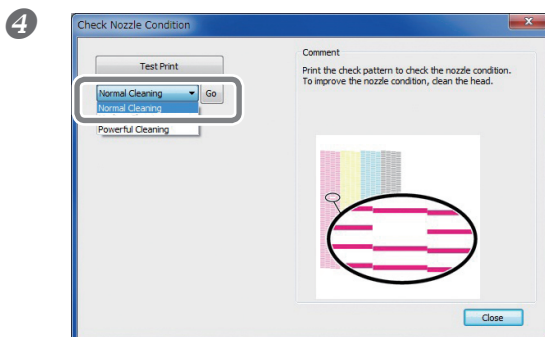 4
Check Nozzle Condition
Test Print
Normal Cleaning
Go
Normal Cleaning
Powerful Cleaning
Comment
Print the check pattern to check the nozzle condition.
To improve the nozzle condition, clean the head.
Close